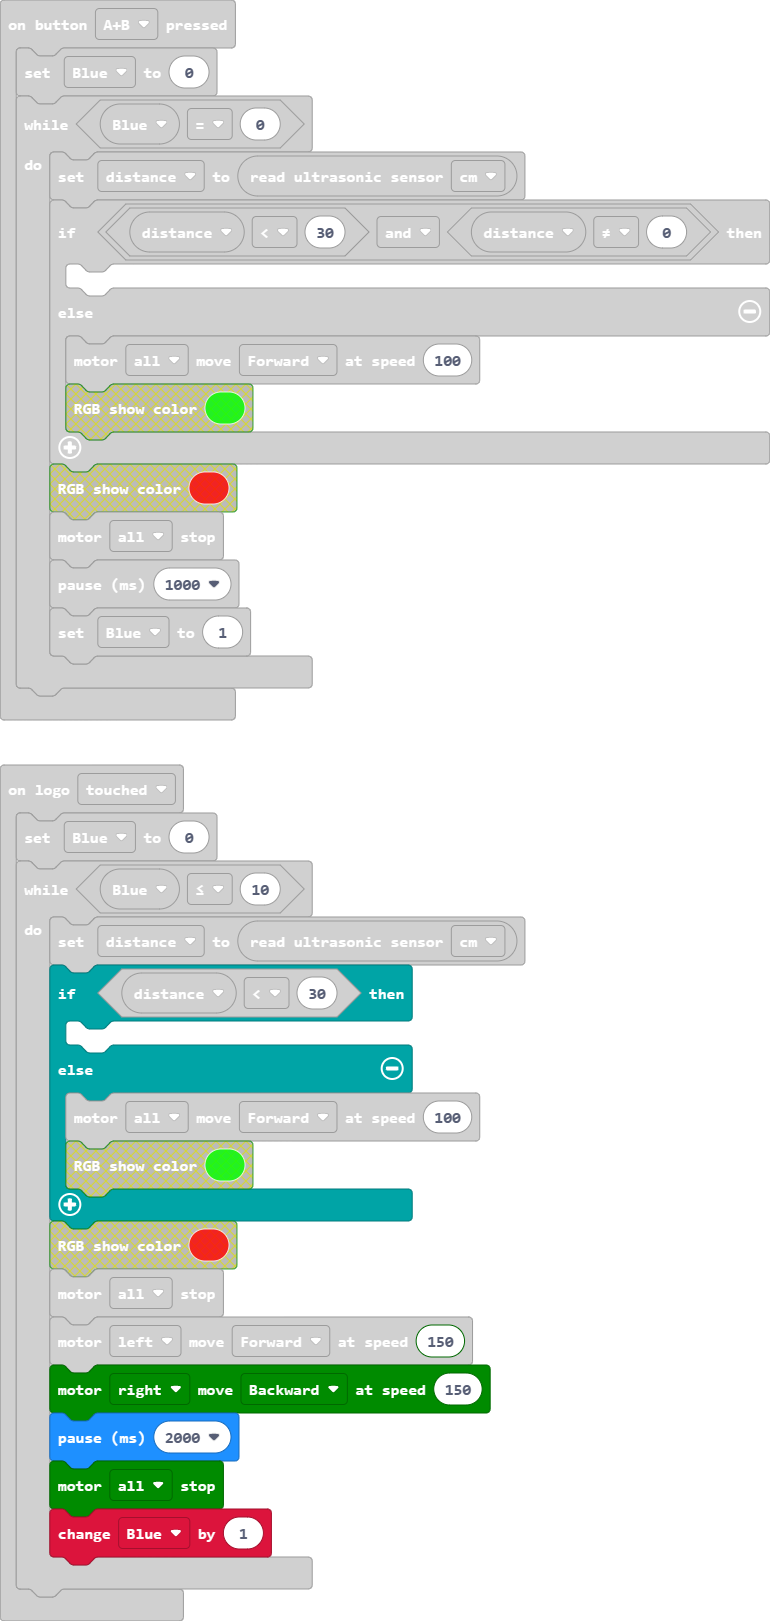 on button A+B pressed
set Blue to 0
while Blue = 0
do
set distance to read ultrasonic sensor cm
if distance < 30 and distance ≠ 0 then
else
motor all move Forward at speed 100
RGB show color
RGB show color
motor all stop
pause (ms) 1000
set Blue to 1
on logo touched
set Blue to 0
while Blue ≤ 10
do
set distance to read ultrasonic sensor cm
if distance < 30 then
else
motor all move Forward at speed 100
RGB show color
RGB show color
motor all stop
motor left move Forward at speed 150
motor right move Backward at speed 150
pause (ms) 2000
motor all stop
change Blue by 1